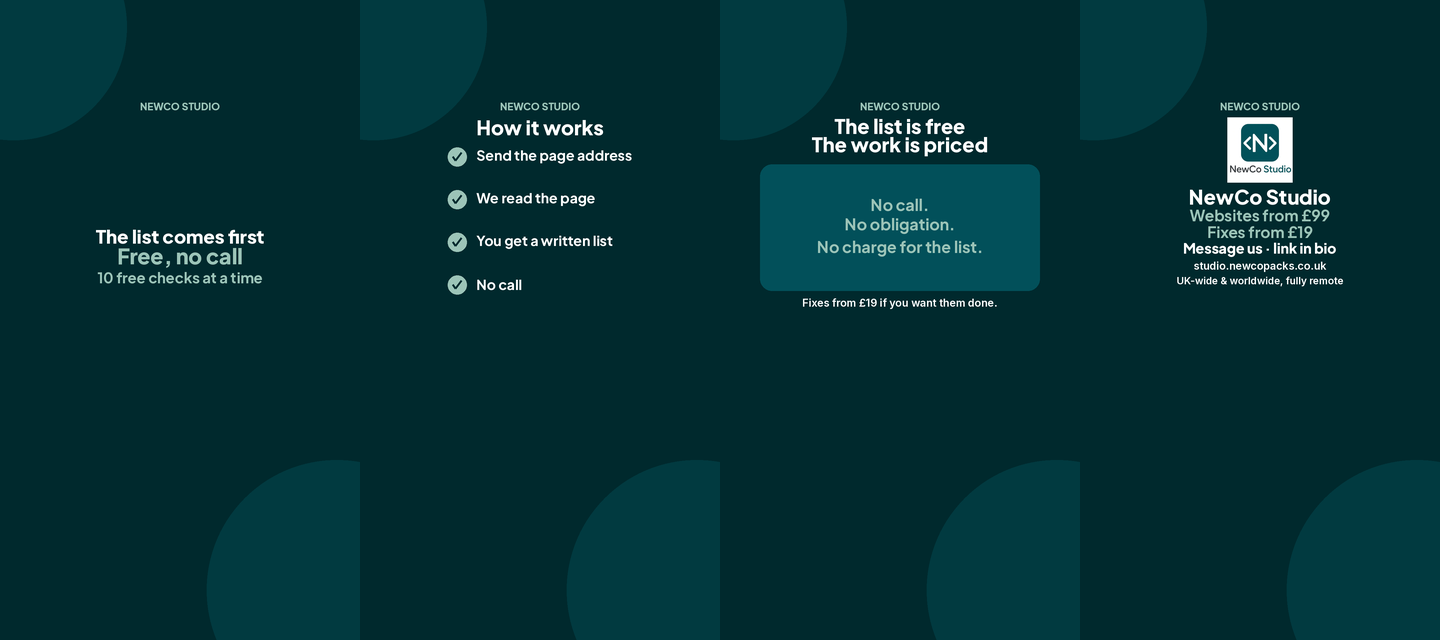 NEWCO STUDIO
The list comes first
Free, no call
10 free checks at a time
NEWCO STUDIO
How it works
Send the page address
We read the page
You get a written list
No call
NEWCO STUDIO
The list is free
The work is priced
No call.
No obligation.
No charge for the list.
Fixes from £19 if you want them done.
NEWCO STUDIO
<N>
NewCo Studio
NewCo Studio
Websites from £99
Fixes from £19
Message us · link in bio
studio.newcopacks.co.uk
UK-wide & worldwide, fully remote